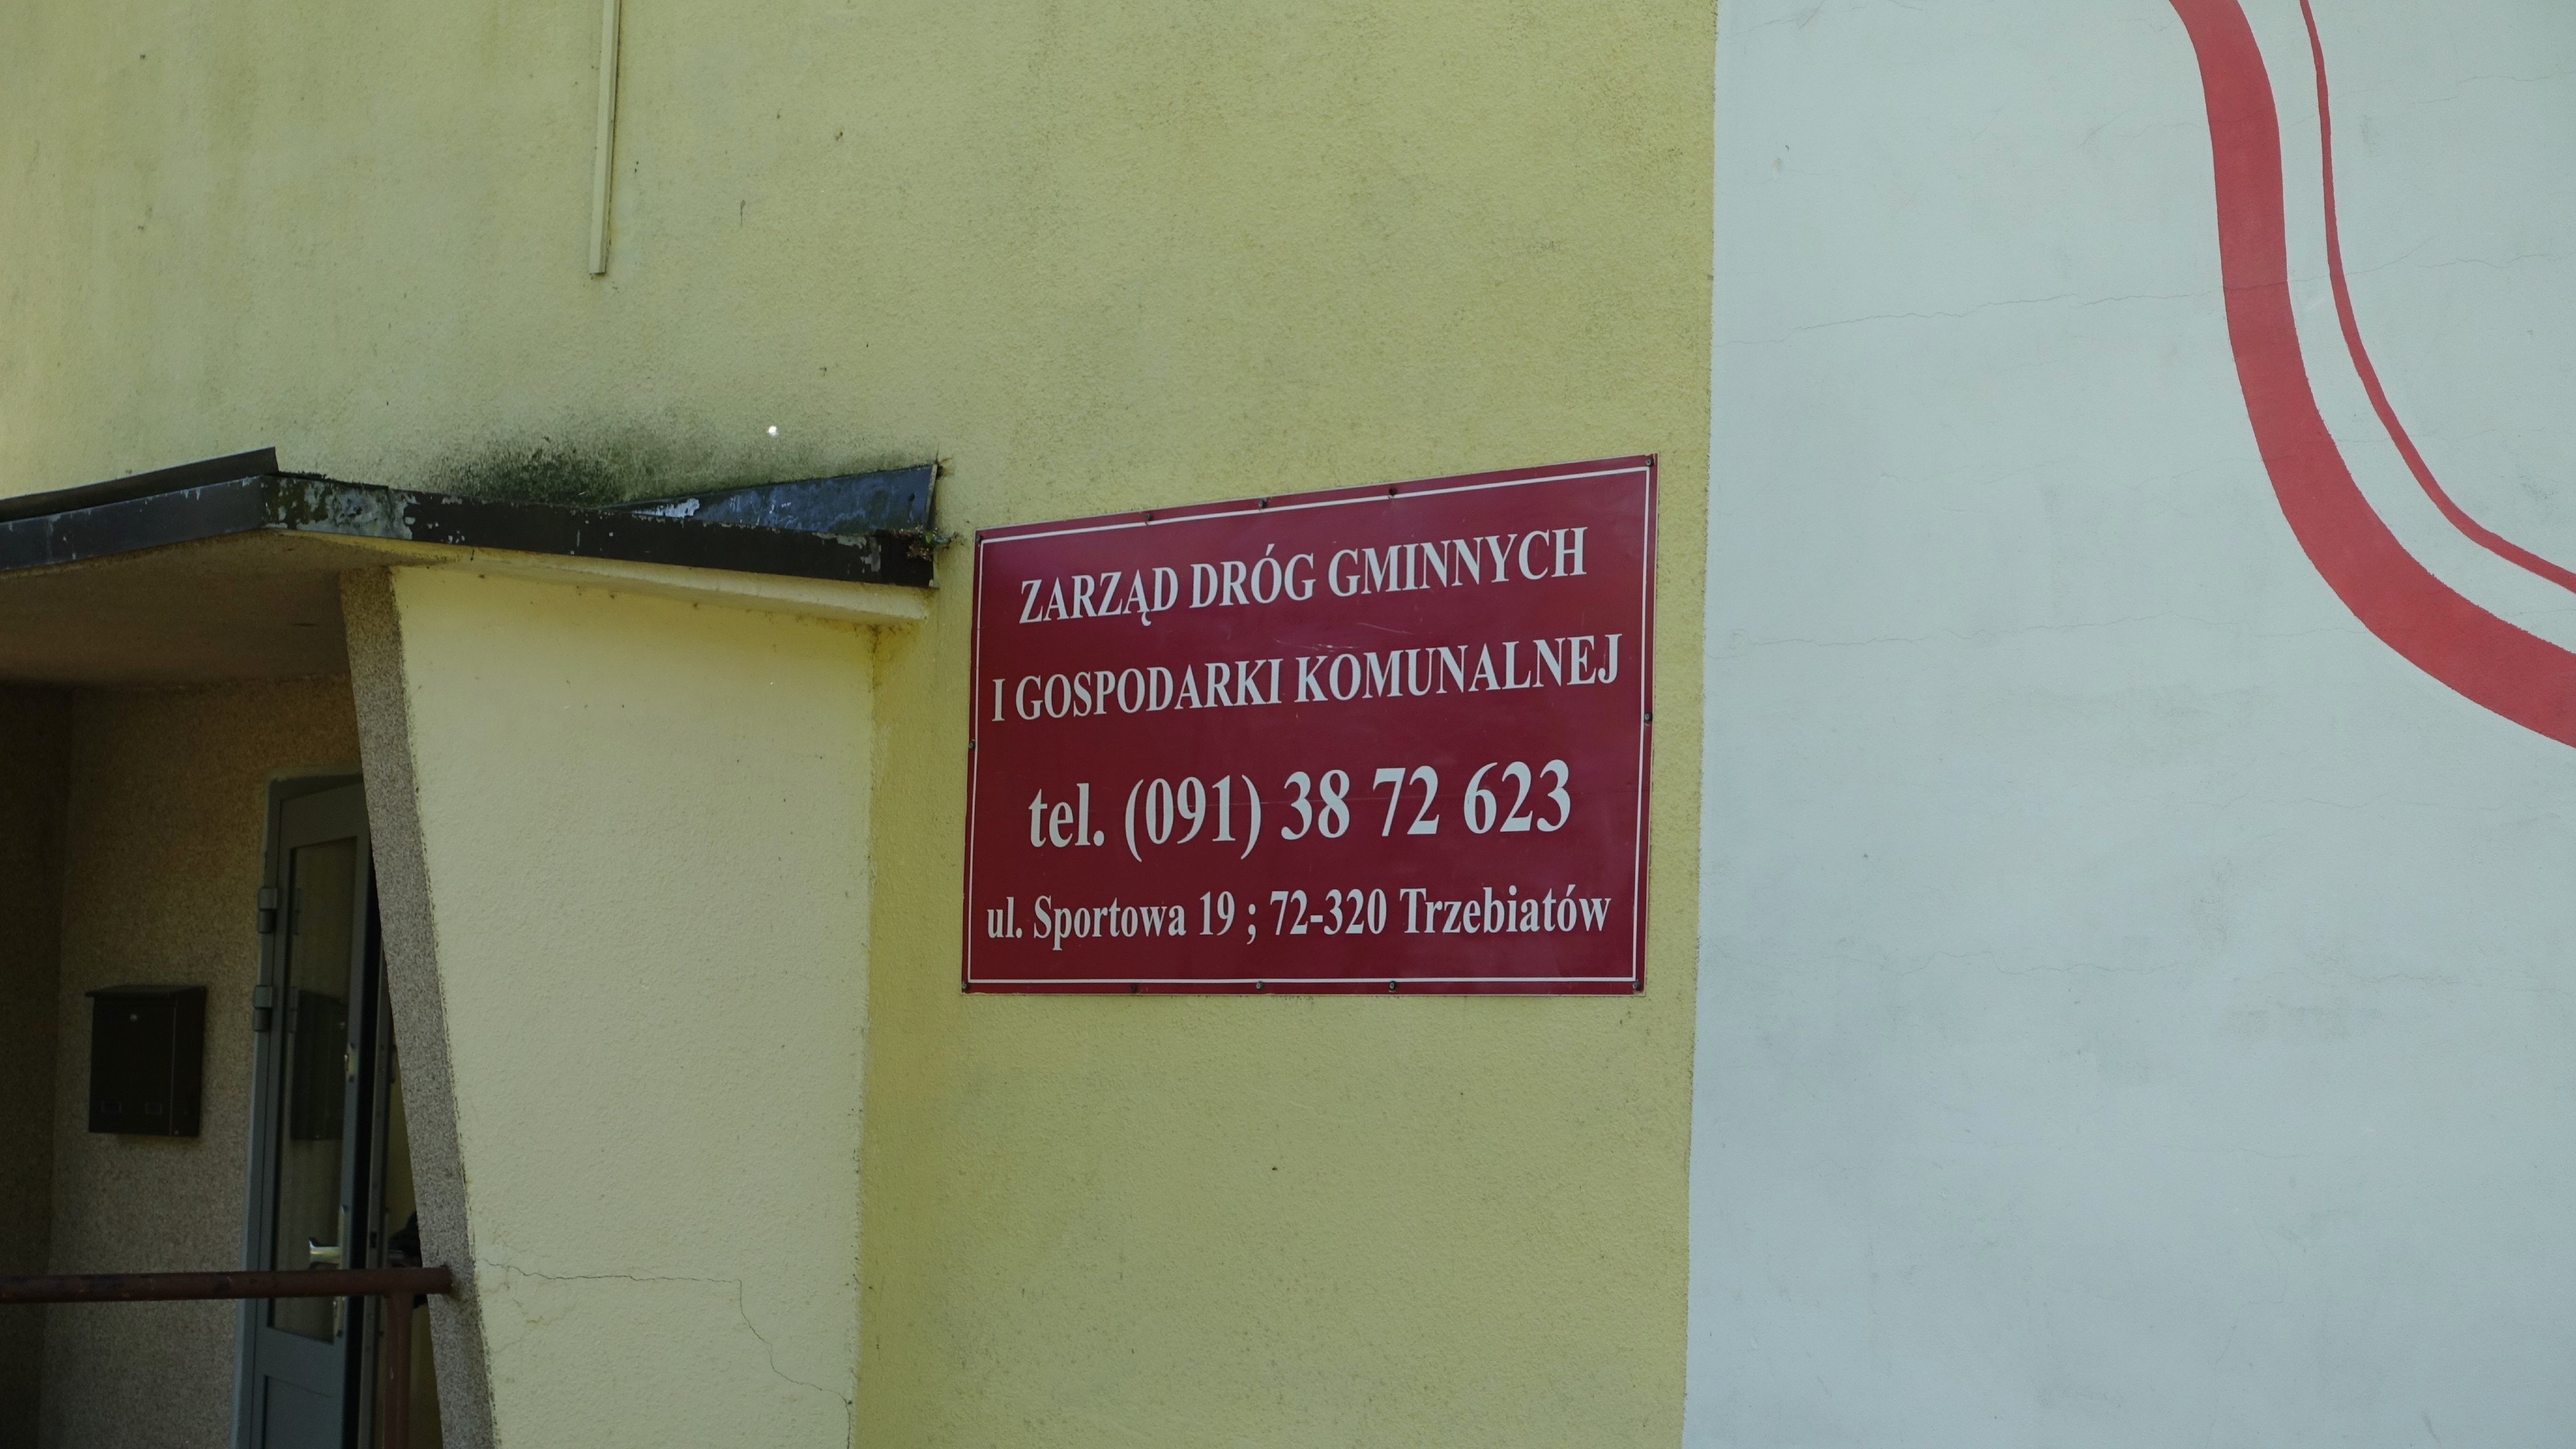 ZARZĄD DRÓG GMINNYCH
I GOSPODARKI KOMUNALNEJ
tel. (091) 38 72 623
ul. Sportowa 19 ; 72-320 Trzebiatów